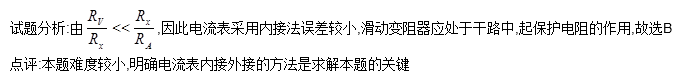 试题分析:由 R_V/R_x << R_x/R_A ,因此电流表采用内接法误差较小,滑动变阻器应处于干路中,起保护电阻的作用,故选B
点评:本题难度较小,明确电流表内接外接的方法是求解本题的关键